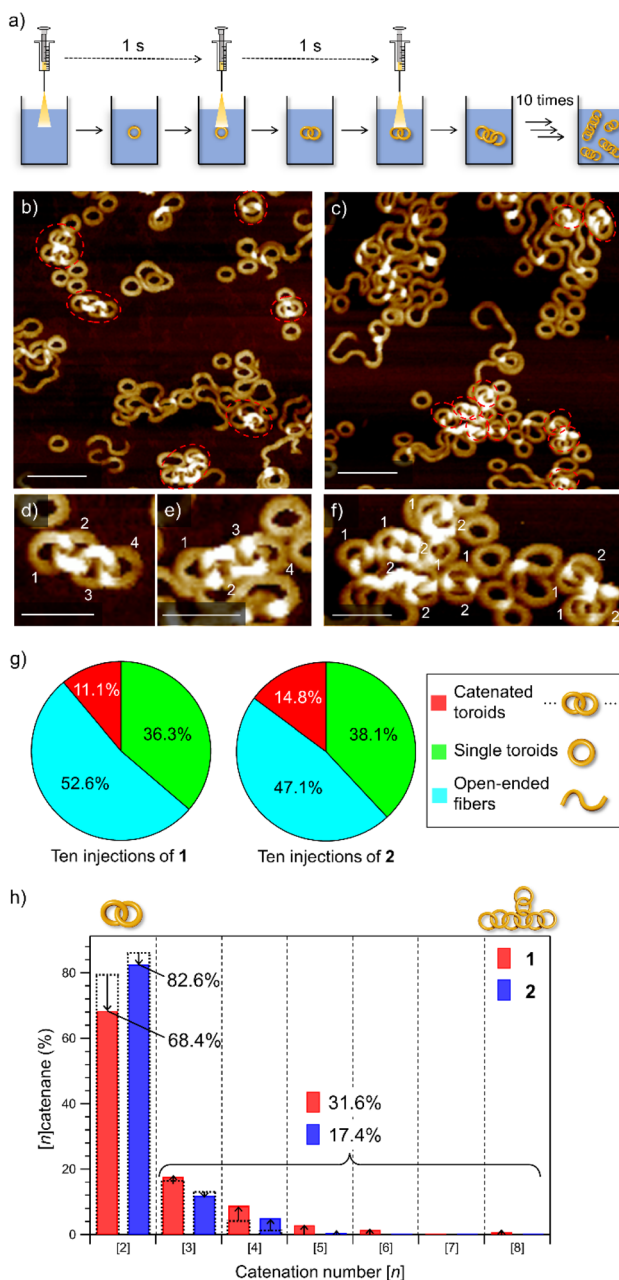 a)
1 s
1 s
10 times
b)
c)
d)
2
1
4
3
e)
3
1
4
2
f)
1
1
2
1
2
1
2
2
2
1
2
g)
11.1%
36.3%
52.6%
Ten injections of 1
14.8%
38.1%
47.1%
Ten injections of 2
Catenated
toroids
Single toroids
Open-ended
fibers
h)
1
2
82.6%
68.4%
31.6%
17.4%
80
60
40
20
0
[n]catenane (%)
[2] [3] [4] [5] [6] [7] [8]
Catenation number [n]